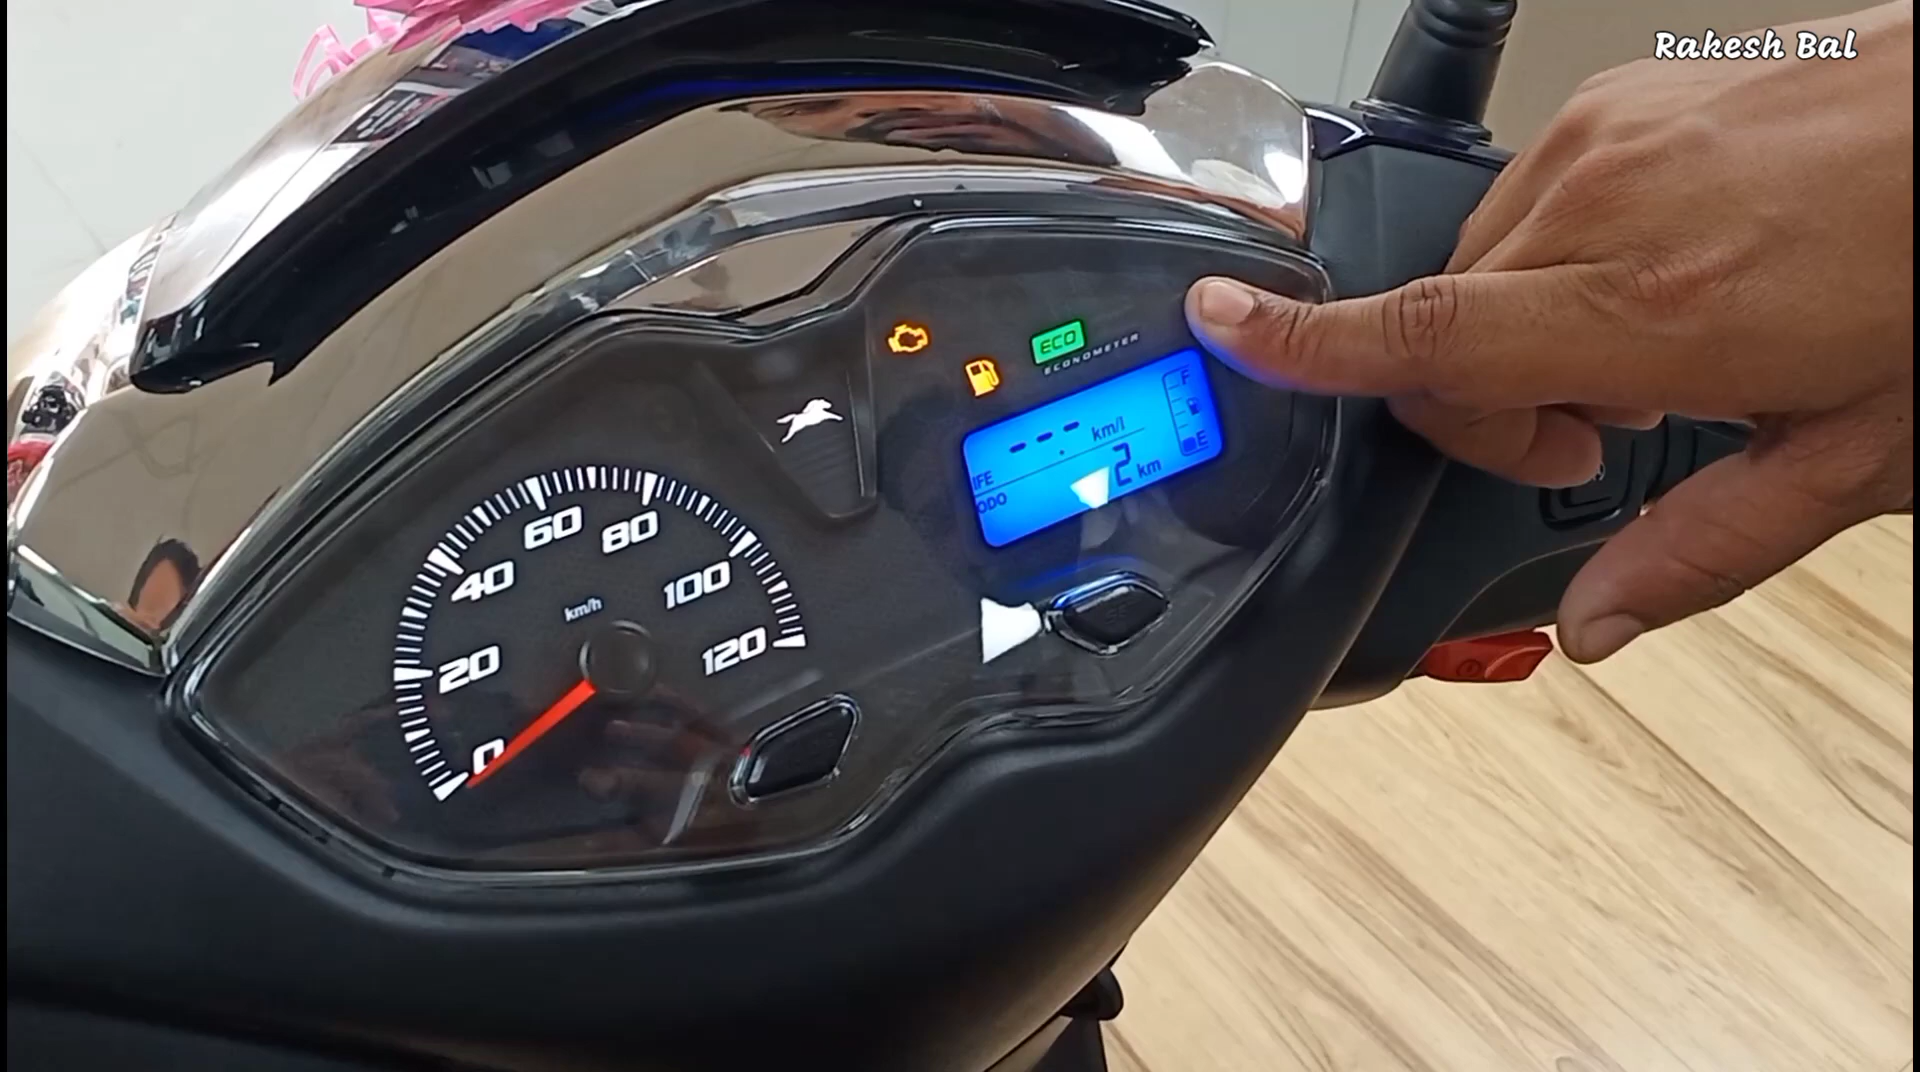 Rakesh Bal
ECO
ECONOMETER
F
--- km/l
E
IFE
2 km
ODO
60
80
40
100
km/h
20
120
0